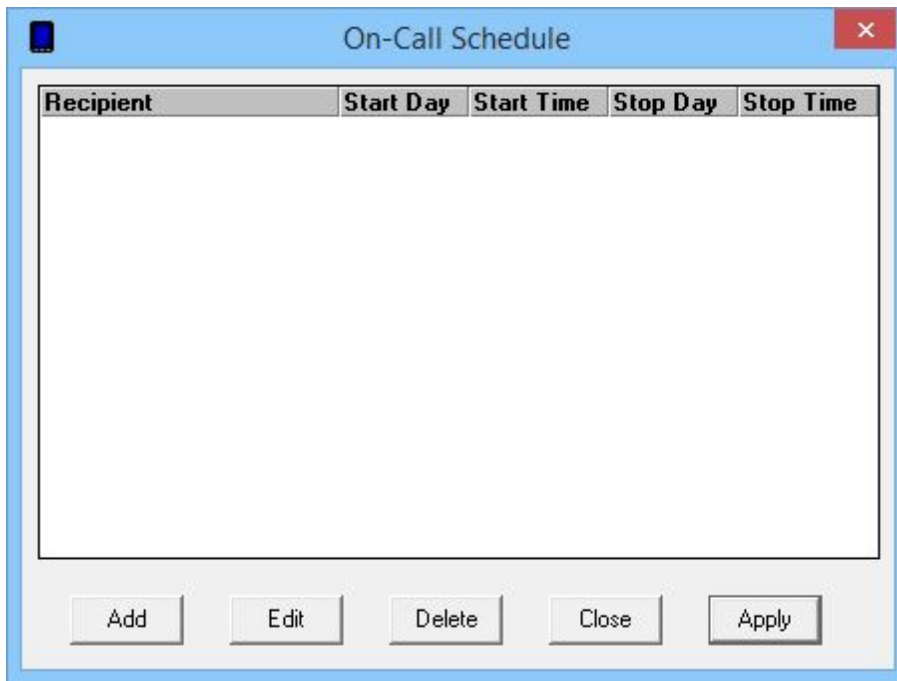 On-Call Schedule
Recipient Start Day Start Time Stop Day Stop Time
Add Edit Delete Close Apply